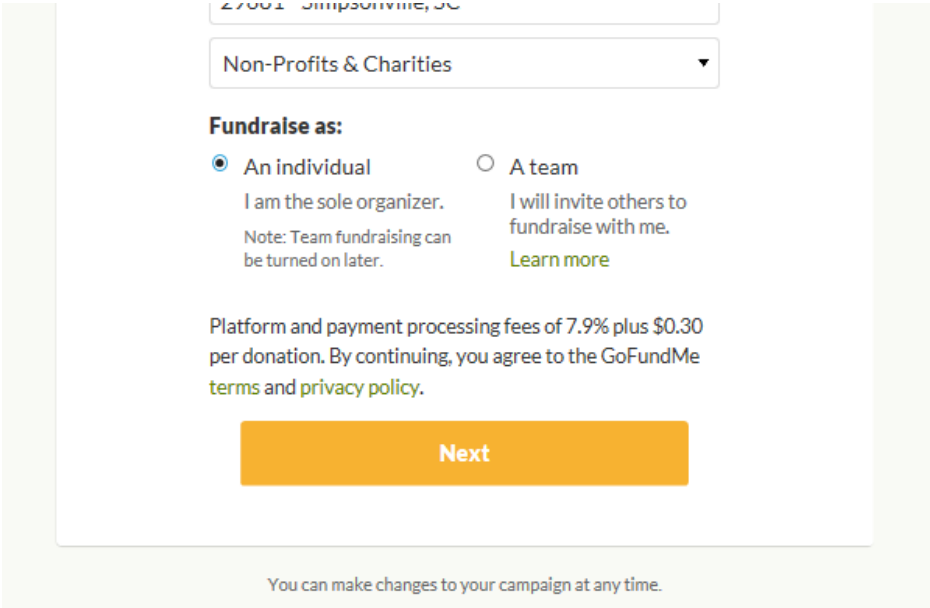 Simpsonville, SC
Non-Profits & Charities
Fundraise as:
An individual
I am the sole organizer.
Note: Team fundraising can
be turned on later.
A team
I will invite others to
fundraise with me.
Learn more
Platform and payment processing fees of 7.9% plus $0.30
per donation. By continuing, you agree to the GoFundMe
terms and privacy policy.
Next
You can make changes to your campaign at any time.